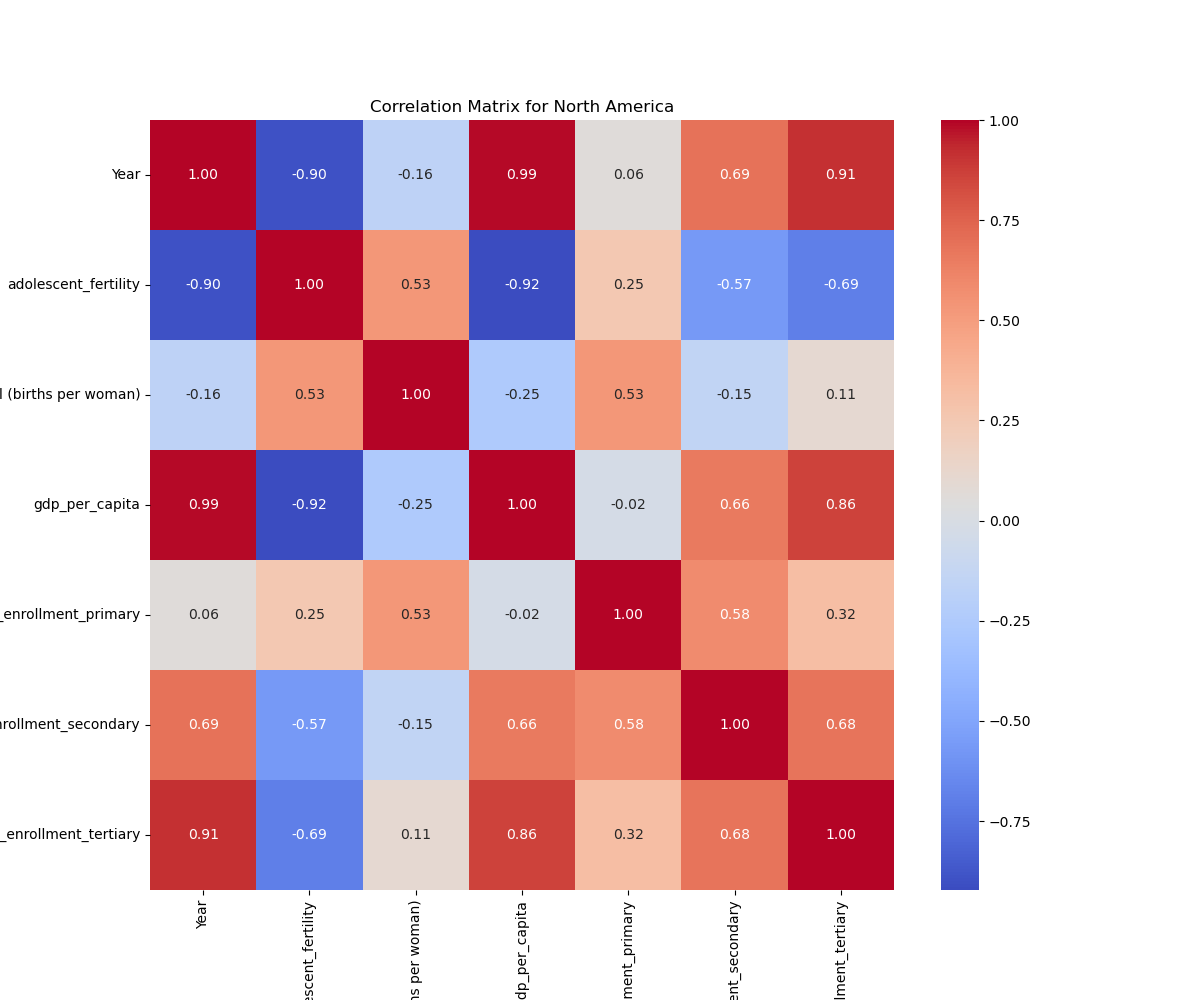 Correlation Matrix for North America
Year 1.00 -0.90 -0.16 0.99 0.06 0.69 0.91
adolescent_fertility -0.90 1.00 0.53 -0.92 0.25 -0.57 -0.69
l (births per woman) -0.16 0.53 1.00 -0.25 0.53 -0.15 0.11
gdp_per_capita 0.99 -0.92 -0.25 1.00 -0.02 0.66 0.86
_enrollment_primary 0.06 0.25 0.53 -0.02 1.00 0.58 0.32
rollment_secondary 0.69 -0.57 -0.15 0.66 0.58 1.00 0.68
_enrollment_tertiary 0.91 -0.69 0.11 0.86 0.32 0.68 1.00
Year
escent_fertility
ns per woman)
dp_per_capita
ment_primary
ent_secondary
llment_tertiary
1.00
0.75
0.50
0.25
0.00
−0.25
−0.50
−0.75